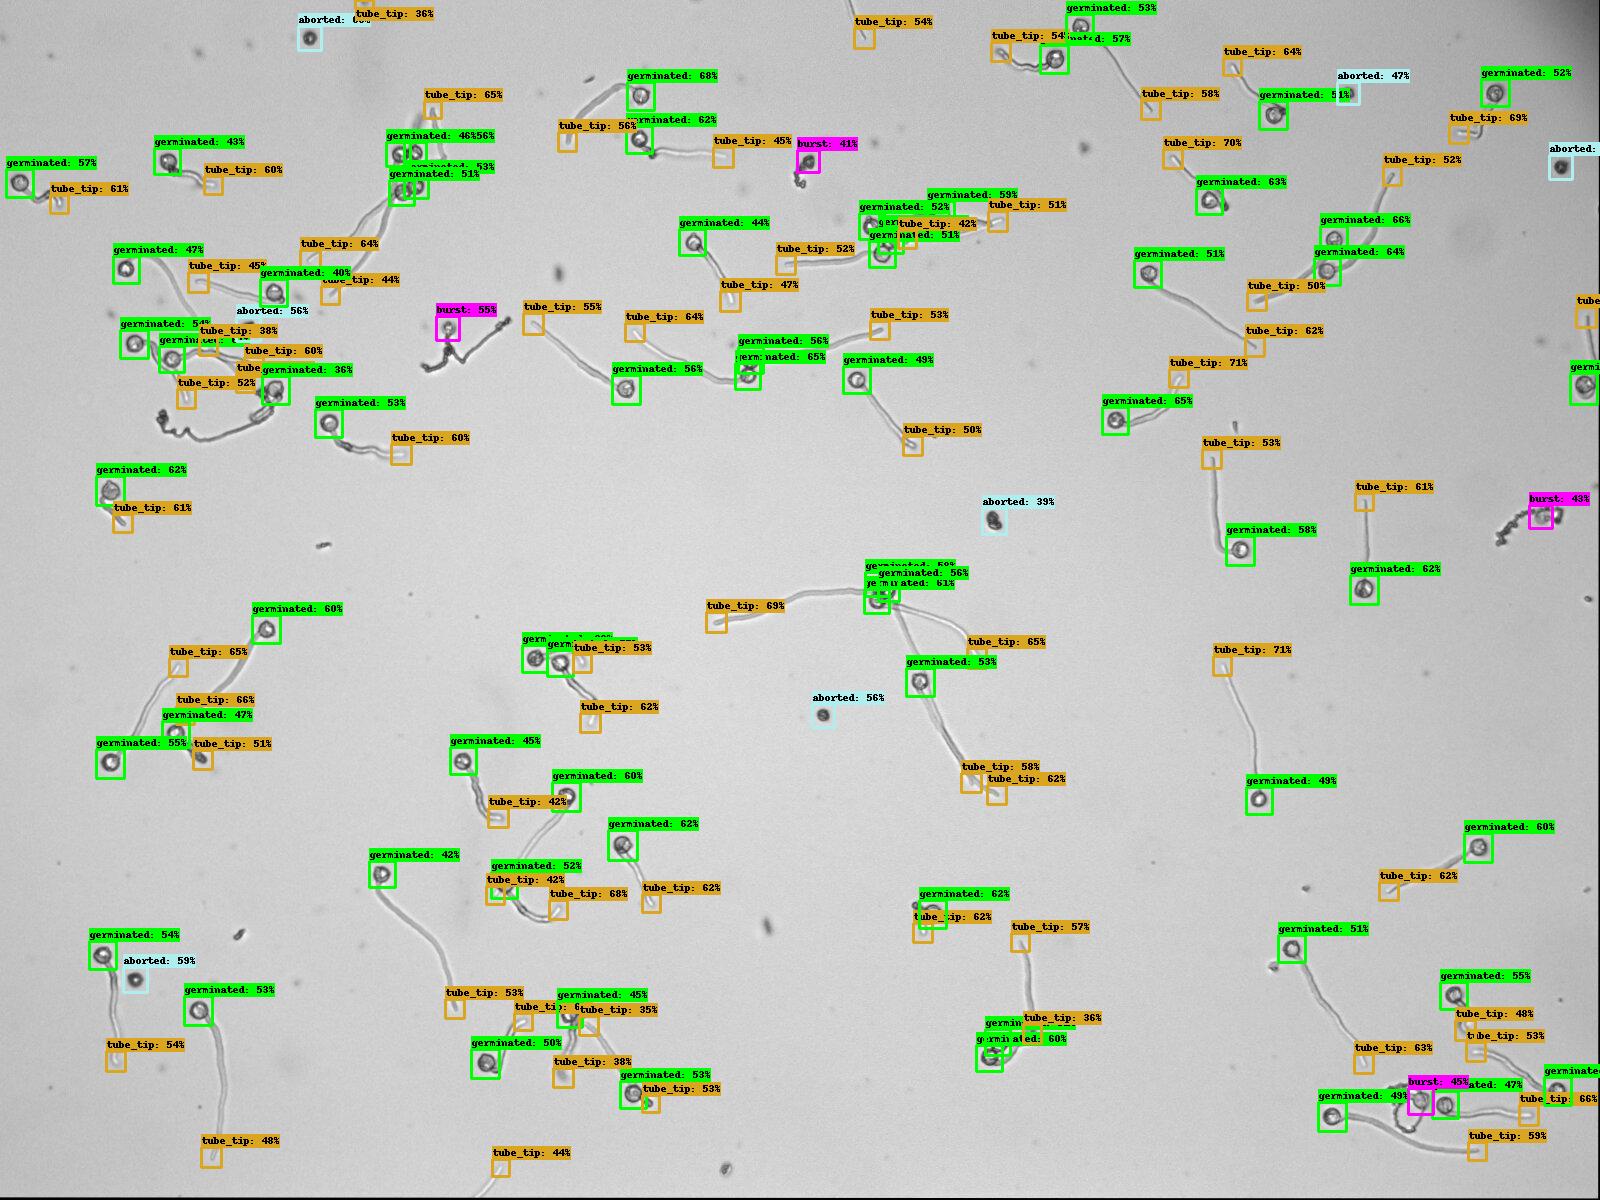 tube_tip: 36%
tube_tip: 54%
germinated: 53%
tube_tip: 54%
57%
tube_tip: 64%
germinated: 68%
aborted: 47%
germinated: 52%
tube_tip: 65%
tube_tip: 58%
germinated: 51%
germinated: 62%
tube_tip: 56%
tube_tip: 69%
germinated: 46%56%
germinated: 43%
tube_tip: 45%
burst: 41%
tube_tip: 70%
aborted:
germinated: 57%
tube_tip: 60%
53%
germinated: 51%
tube_tip: 52%
tube_tip: 61%
germinated: 63%
germinated: 59%
germinated: 52%
tube_tip: 51%
germinated: 44%
tube_tip: 42%
germinated: 51%
germinated: 66%
tube_tip: 64%
germinated: 47%
tube_tip: 52%
germinated: 51%
germinated: 64%
tube_tip: 45%
germinated: 40%
tube_tip: 44%
tube_tip: 47%
tube_tip: 50%
aborted: 56%
burst: 55%
tube_tip: 55%
tube_tip: 64%
tube_tip: 53%
tube_tip: 38%
tube_tip: 62%
germinated: 56%
tube_tip: 60%
germinated: 65%
germinated: 49%
germinated: 36%
germinated: 56%
tube_tip: 71%
tube_tip: 52%
germinated: 53%
germinated: 65%
tube_tip: 60%
tube_tip: 50%
tube_tip: 53%
germinated: 62%
tube_tip: 61%
tube_tip: 61%
aborted: 39%
burst: 43%
germinated: 58%
germinated: 56%
germinated: 61%
germinated: 62%
germinated: 60%
tube_tip: 69%
tube_tip: 65%
tube_tip: 65%
tube_tip: 53%
tube_tip: 71%
germinated: 53%
tube_tip: 66%
aborted: 56%
germinated: 47%
tube_tip: 62%
germinated: 55%
tube_tip: 51%
germinated: 45%
tube_tip: 58%
germinated: 60%
tube_tip: 62%
germinated: 49%
tube_tip: 42%
germinated: 62%
germinated: 60%
germinated: 42%
germinated: 52%
tube_tip: 42%
tube_tip: 62%
tube_tip: 62%
tube_tip: 68%
germinated: 62%
tube_tip: 62%
tube_tip: 57%
germinated: 51%
germinated: 54%
aborted: 59%
germinated: 55%
germinated: 53%
tube_tip: 53%
germinated: 45%
tube_tip: 35%
tube_tip: 48%
tube_tip: 36%
tube_tip: 53%
germinated: 60%
tube_tip: 54%
germinated: 50%
tube_tip: 63%
tube_tip: 38%
germinated: 53%
burst: 45%
47%
tube_tip: 53%
germinated: 49%
tube_tip: 66%
tube_tip: 48%
tube_tip: 59%
tube_tip: 44%